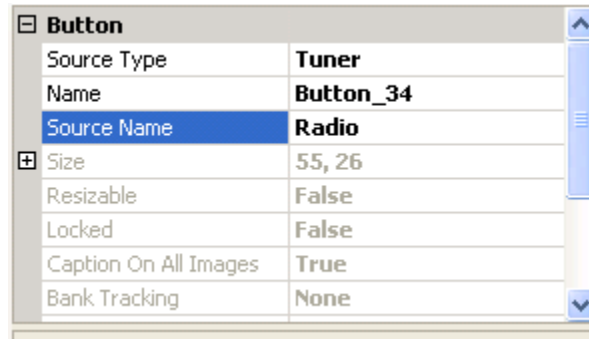 Button
Source Type Tuner
Name Button_34
Source Name Radio
Size 55, 26
Resizable False
Locked False
Caption On All Images True
Bank Tracking None